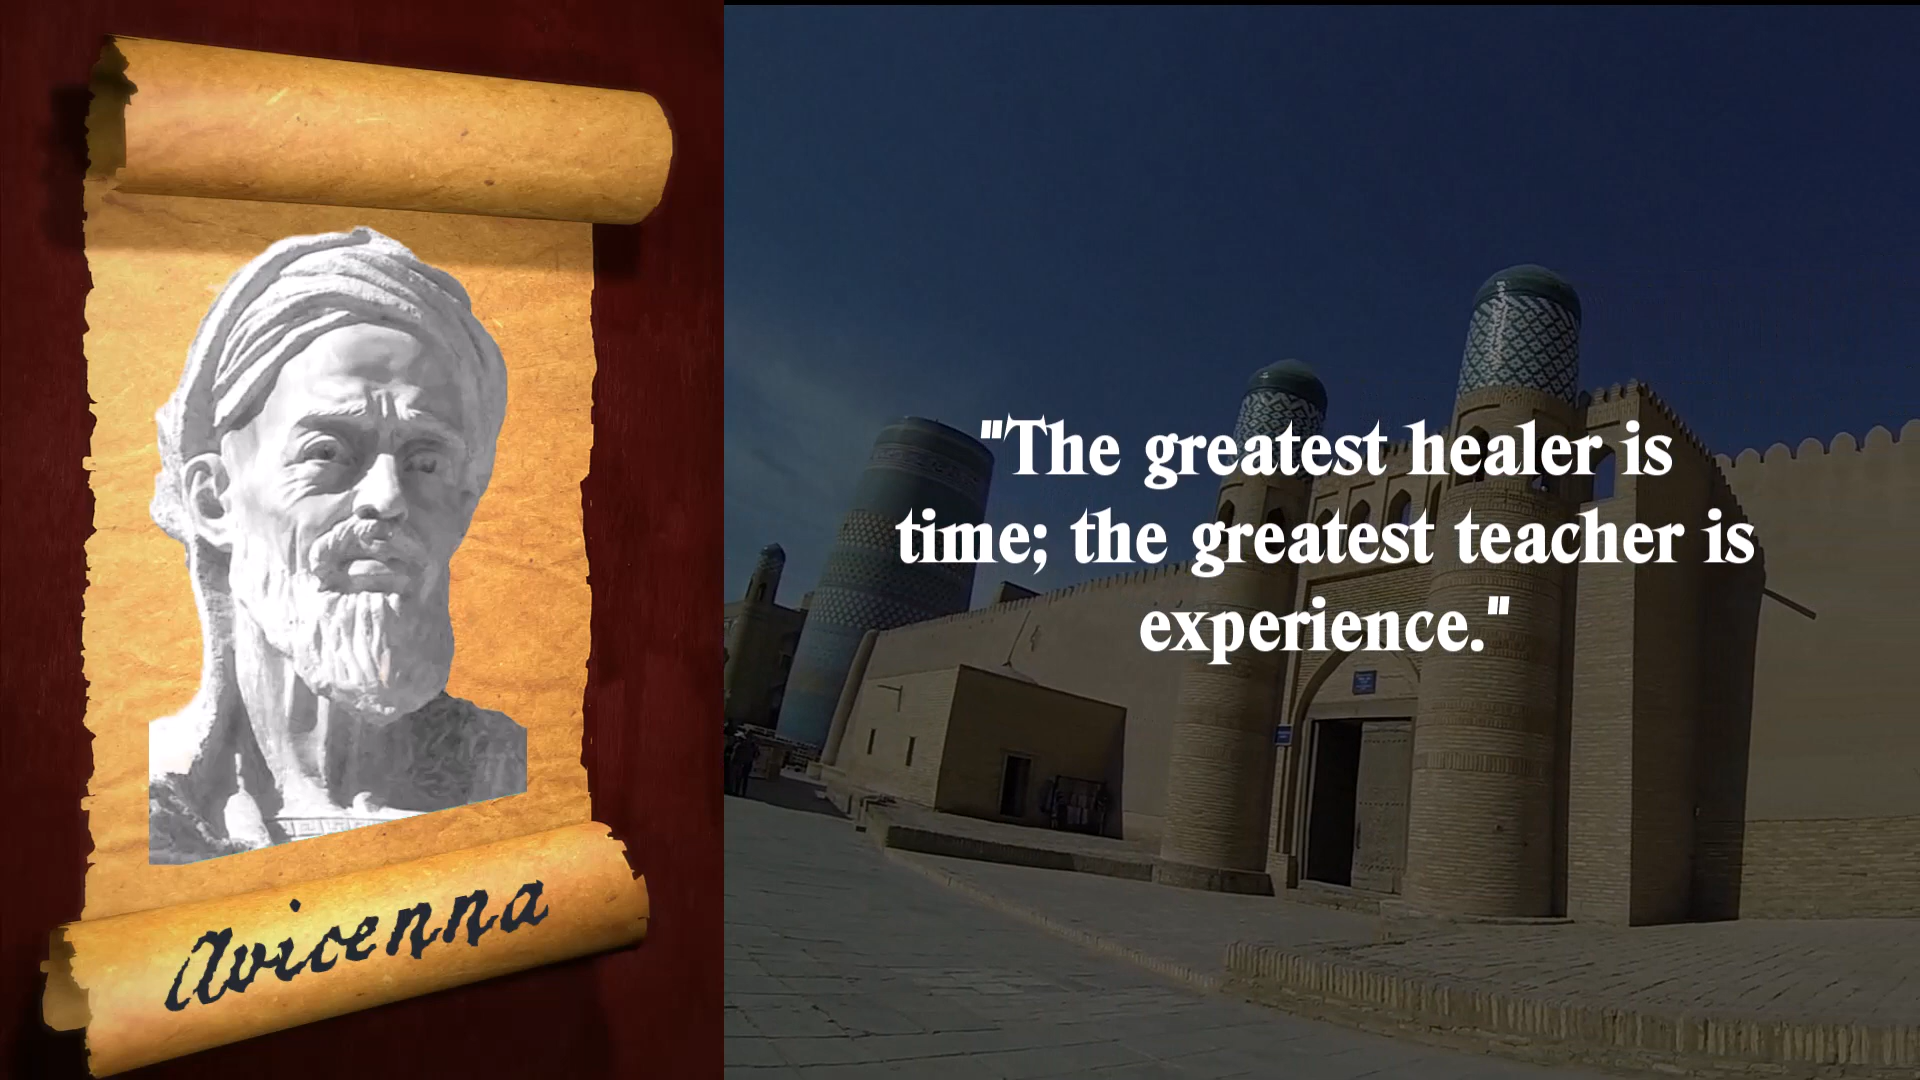 Avicenna
"The greatest healer is
time; the greatest teacher is
experience."